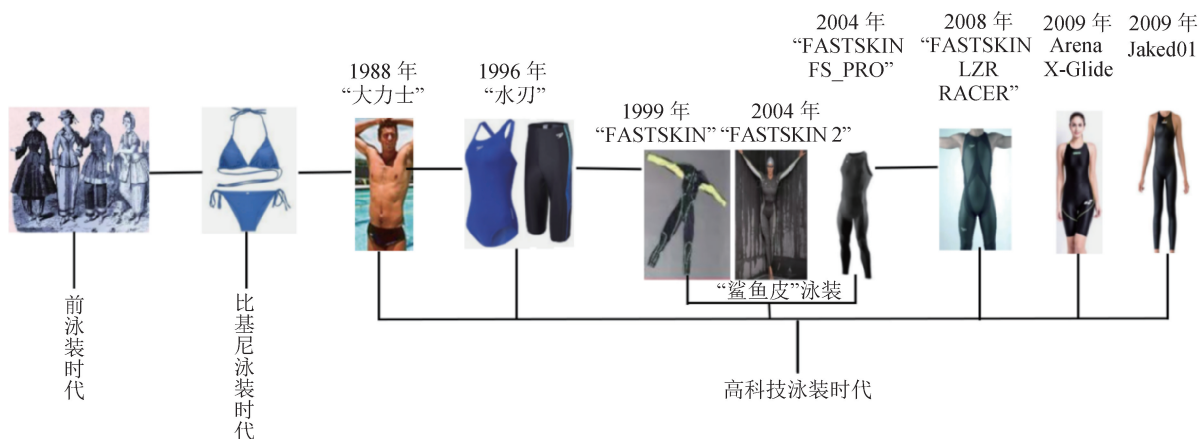 1988 年
“大力士”
1996 年
“水刃”
1999 年
“FASTSKIN”
2004 年
“FASTSKIN 2”
2004 年
“FASTSKIN
FS_PRO”
2008 年
“FASTSKIN
LZR
RACER”
2009 年
Arena
X-Glide
2009 年
Jaked01
“鲨鱼皮”泳装
前泳装时代
比基尼泳装时代
高科技泳装时代